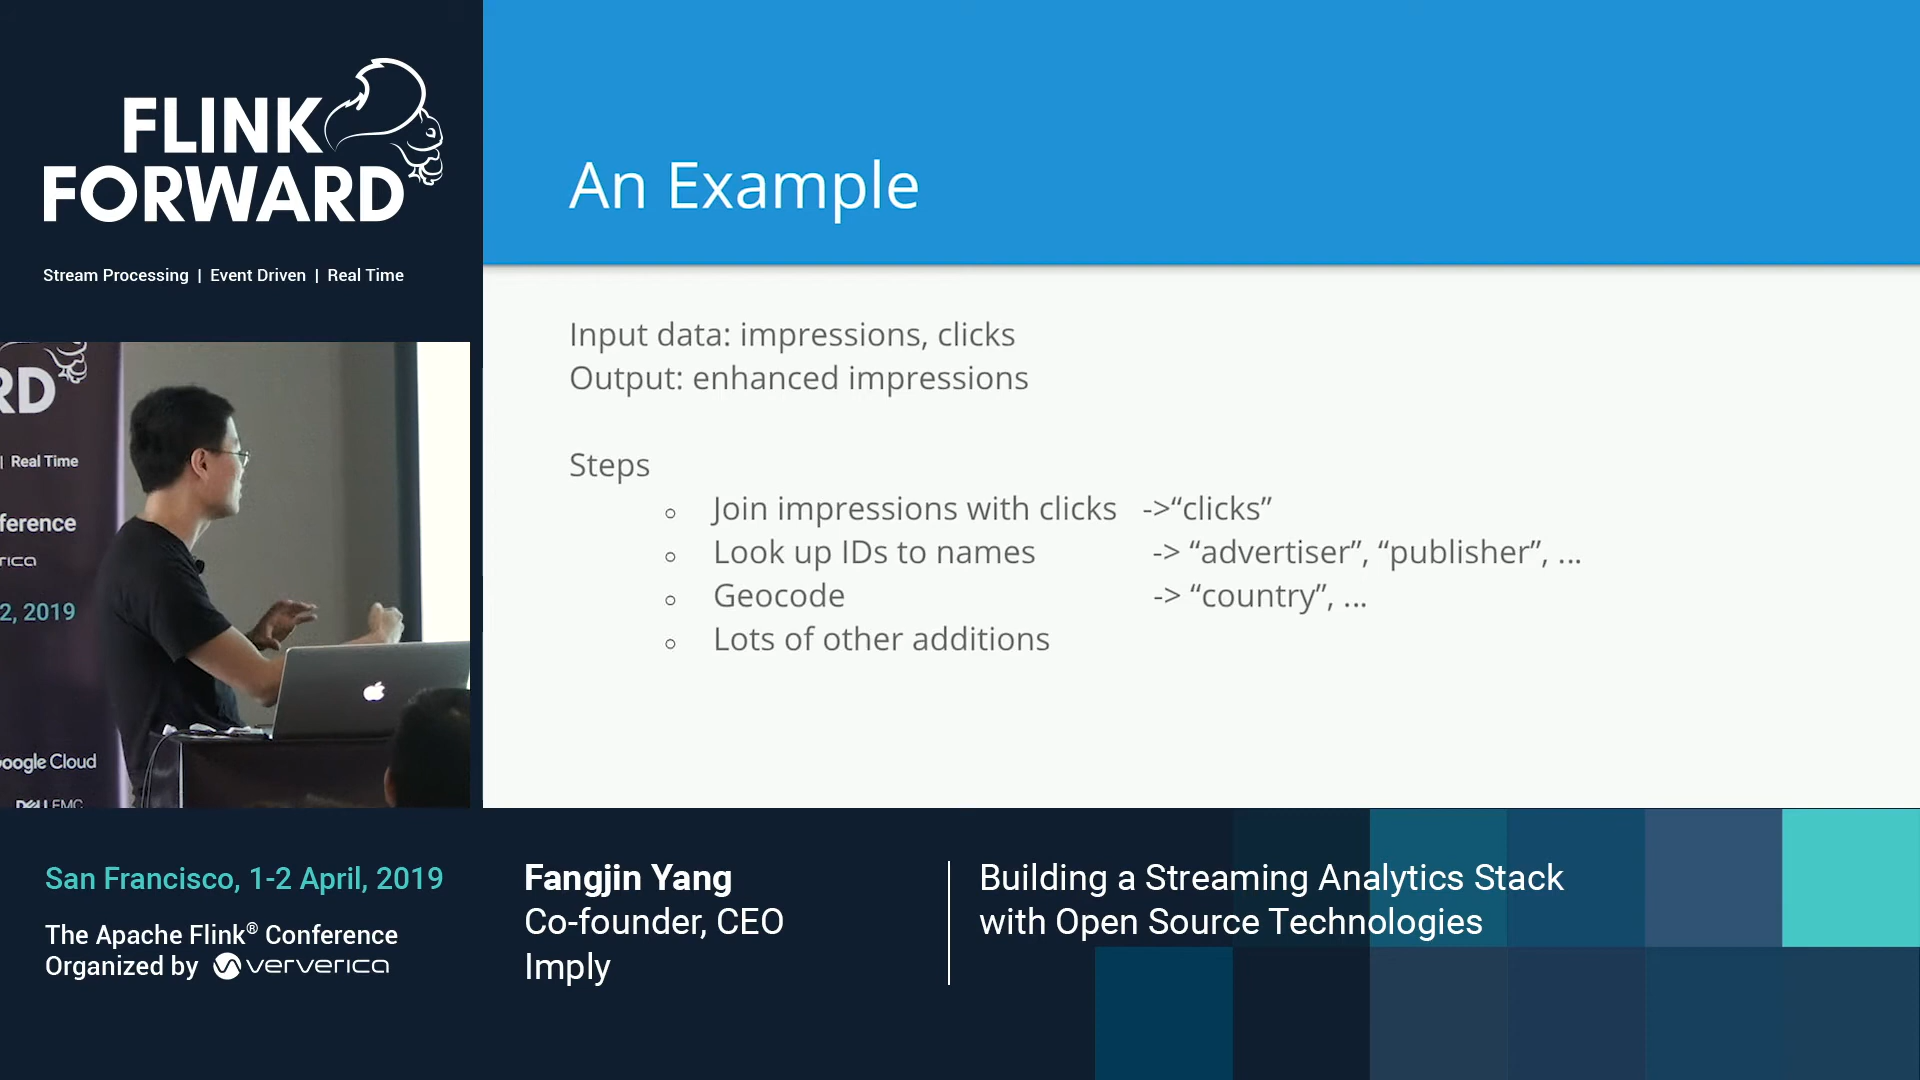 FLINK
FORWARD
Stream Processing | Event Driven | Real Time
An Example
Input data: impressions, clicks
Output: enhanced impressions
Steps
Join impressions with clicks ->“clicks”
Look up IDs to names -> “advertiser”, “publisher”, ...
Geocode -> “country”, ...
Lots of other additions
RD
| Real Time
ference
rica
2, 2019
oogle Cloud
DELL EMC
San Francisco, 1-2 April, 2019
The Apache Flink® Conference
Organized by ververica
Fangjin Yang
Co-founder, CEO
Imply
Building a Streaming Analytics Stack
with Open Source Technologies